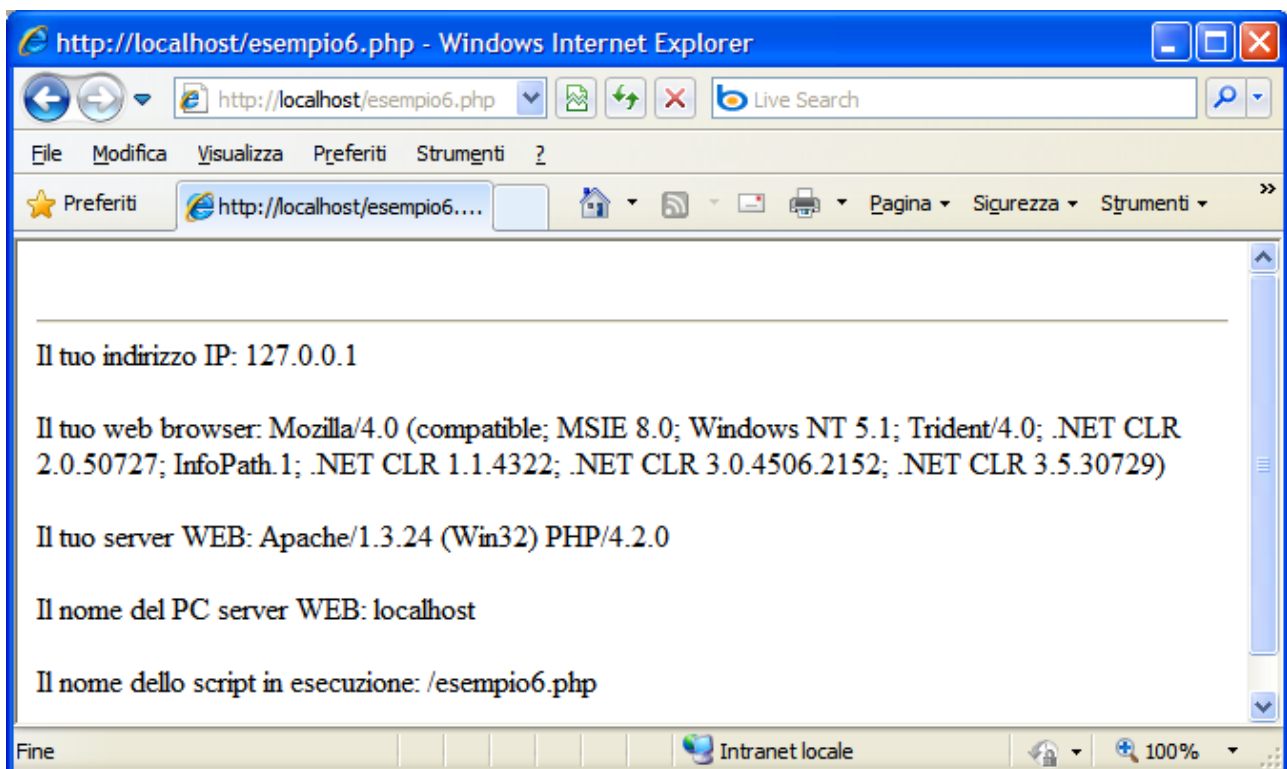 http://localhost/esempio6.php - Windows Internet Explorer
http://localhost/esempio6.php Live Search
File Modifica Visualizza Preferiti Strumenti ?
Preferiti http://localhost/esempio6.... Pagina Sicurezza Strumenti »
Il tuo indirizzo IP: 127.0.0.1
Il tuo web browser: Mozilla/4.0 (compatible; MSIE 8.0; Windows NT 5.1; Trident/4.0; .NET CLR
2.0.50727; InfoPath.1; .NET CLR 1.1.4322; .NET CLR 3.0.4506.2152; .NET CLR 3.5.30729)
Il tuo server WEB: Apache/1.3.24 (Win32) PHP/4.2.0
Il nome del PC server WEB: localhost
Il nome dello script in esecuzione: /esempio6.php
Fine Intranet locale 100%